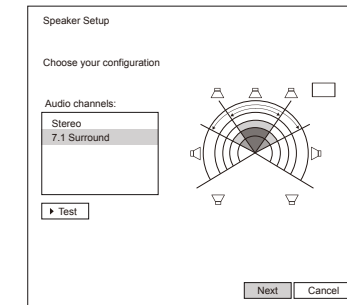 Speaker Setup
Choose your configuration
Audio channels:
Stereo
7.1 Surround
Test
Next Cancel